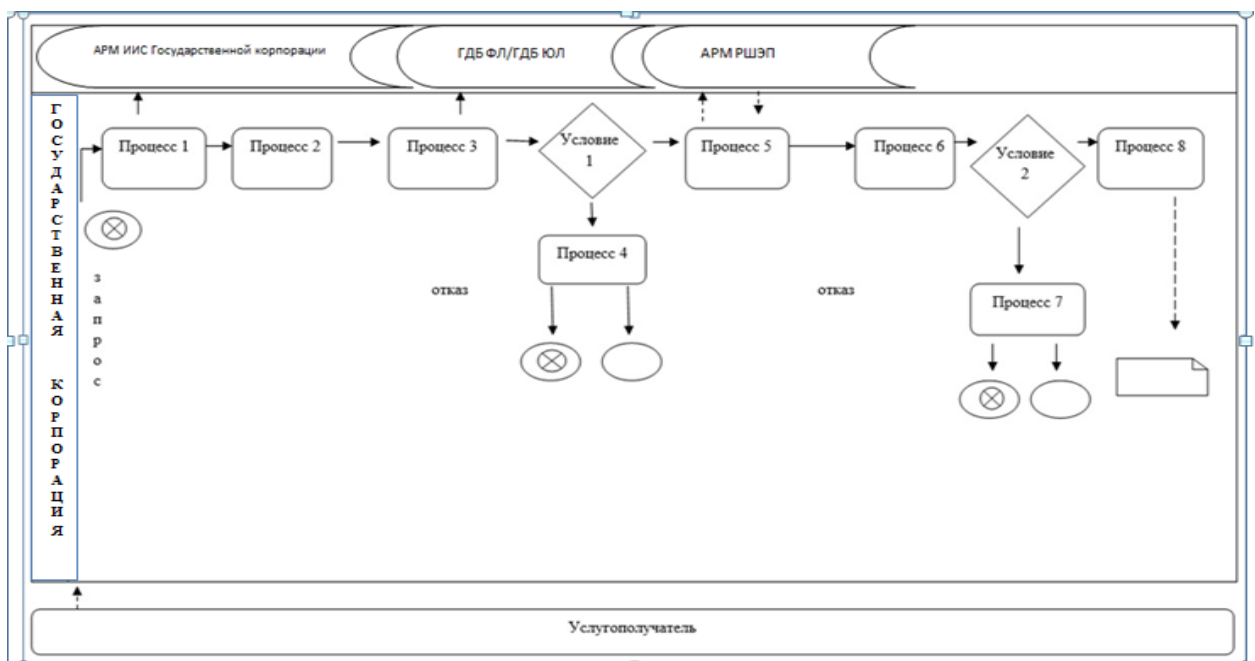 АРМ ИИС Государственной корпорации
ГДБ ФЛ/ГДБ ЮЛ
АРМ РШЭП
ГОСУДАРСТВЕННАЯ КОРПОРАЦИЯ
Процесс 1
Процесс 2
Процесс 3
Условие
1
Процесс 5
Процесс 6
Условие
2
Процесс 8
запрос
Процесс 4
отказ
отказ
Процесс 7
Услугополучатель